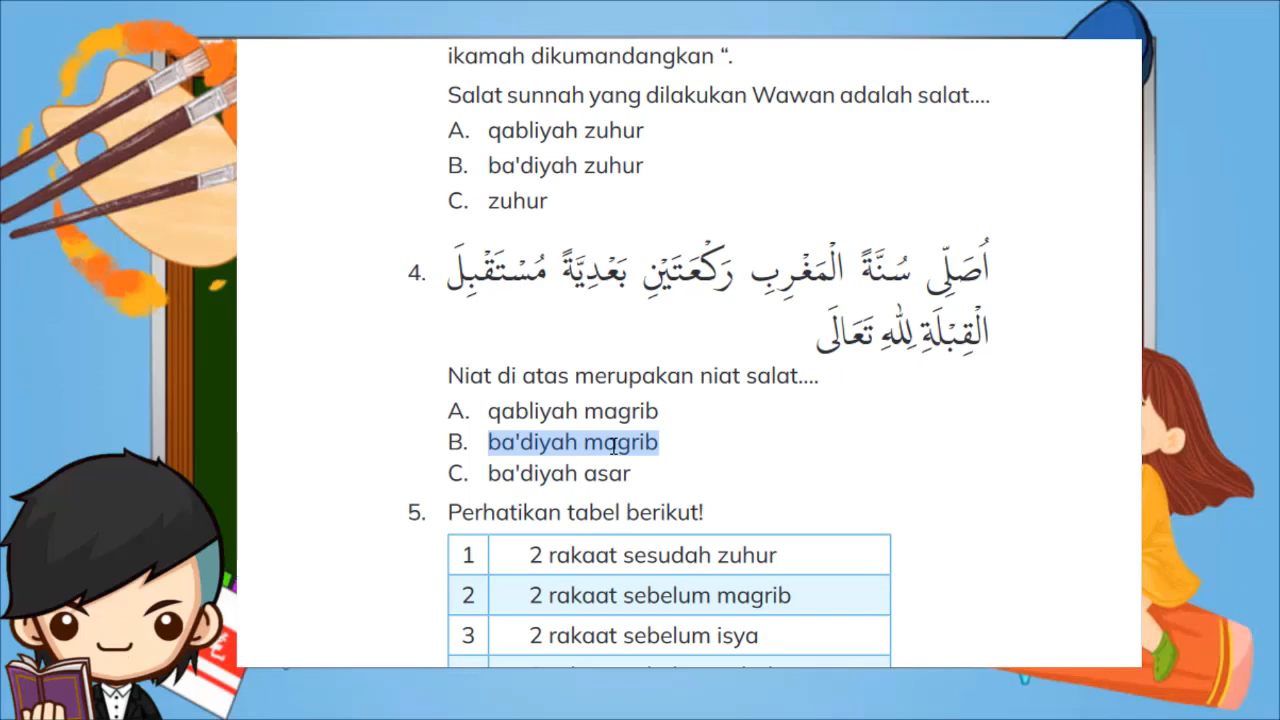 ikamah dikumandangkan “.
Salat sunnah yang dilakukan Wawan adalah salat....
A. qabliyah zuhur
B. ba'diyah zuhur
C. zuhur
4. اُصَلِّى سُنَّةً الْمَغْرِبِ رَكْعَتَيْنِ بَعْدِيَّةً مُسْتَقْبِلَ
الْقِبْلَةِ لِلّٰهِ تَعَالَى
Niat di atas merupakan niat salat....
A. qabliyah magrib
B. ba'diyah magrib
C. ba'diyah asar
5. Perhatikan tabel berikut!
1 2 rakaat sesudah zuhur
2 2 rakaat sebelum magrib
3 2 rakaat sebelum isya